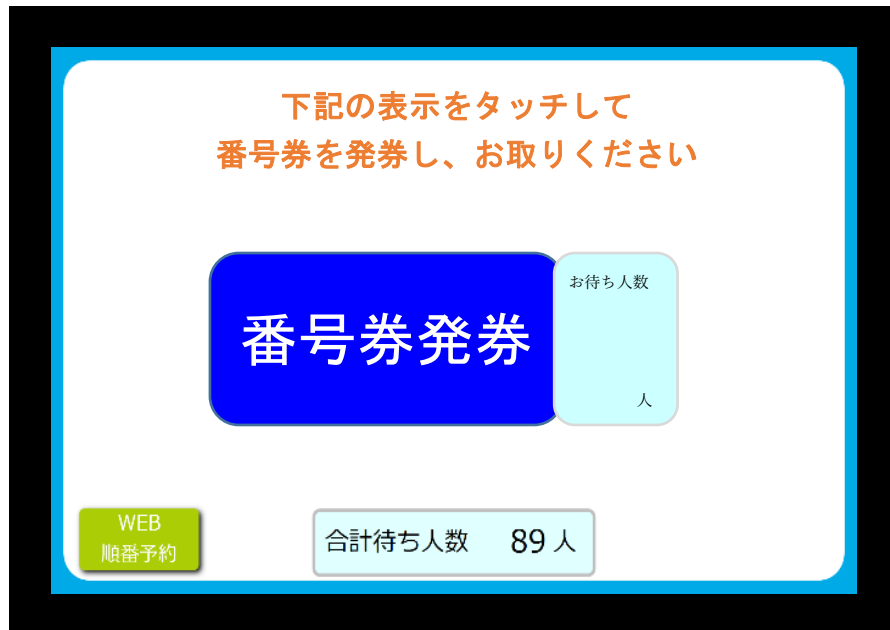 下記の表示をタッチして
番号券を発券し、お取りください
番号券発券
お待ち人数
人
WEB
順番予約
合計待ち人数 89人